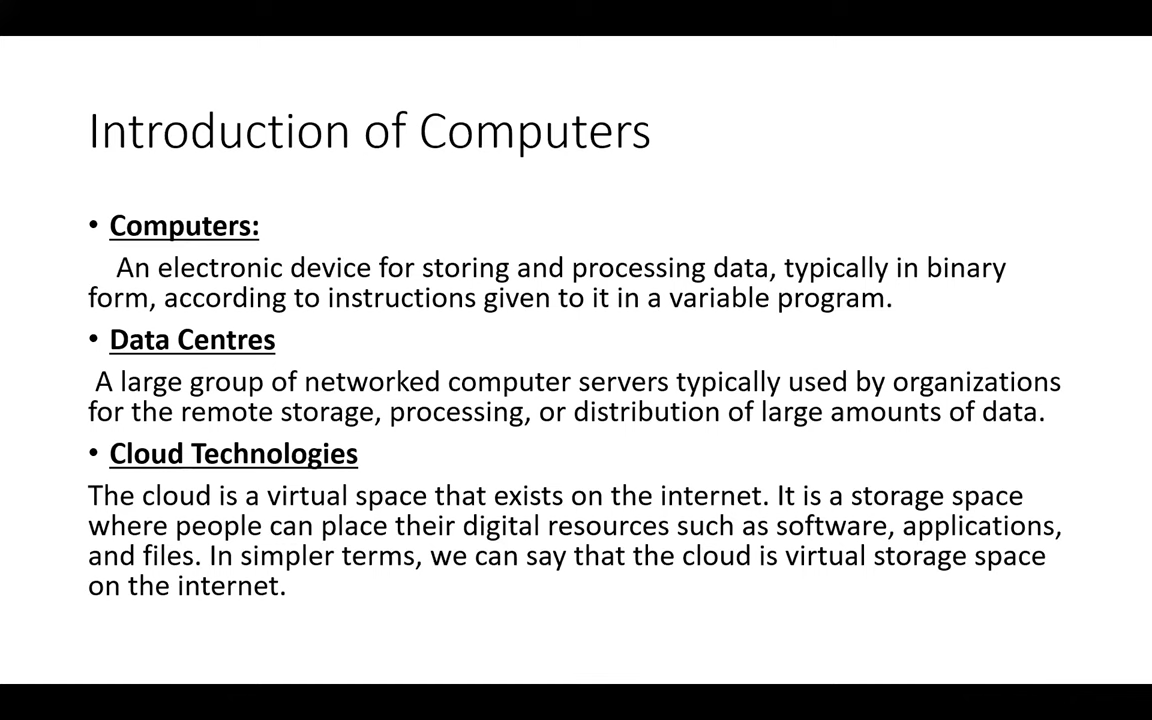 Introduction of Computers
• Computers:
An electronic device for storing and processing data, typically in binary
form, according to instructions given to it in a variable program.
• Data Centres
A large group of networked computer servers typically used by organizations
for the remote storage, processing, or distribution of large amounts of data.
• Cloud Technologies
The cloud is a virtual space that exists on the internet. It is a storage space
where people can place their digital resources such as software, applications,
and files. In simpler terms, we can say that the cloud is virtual storage space
on the internet.